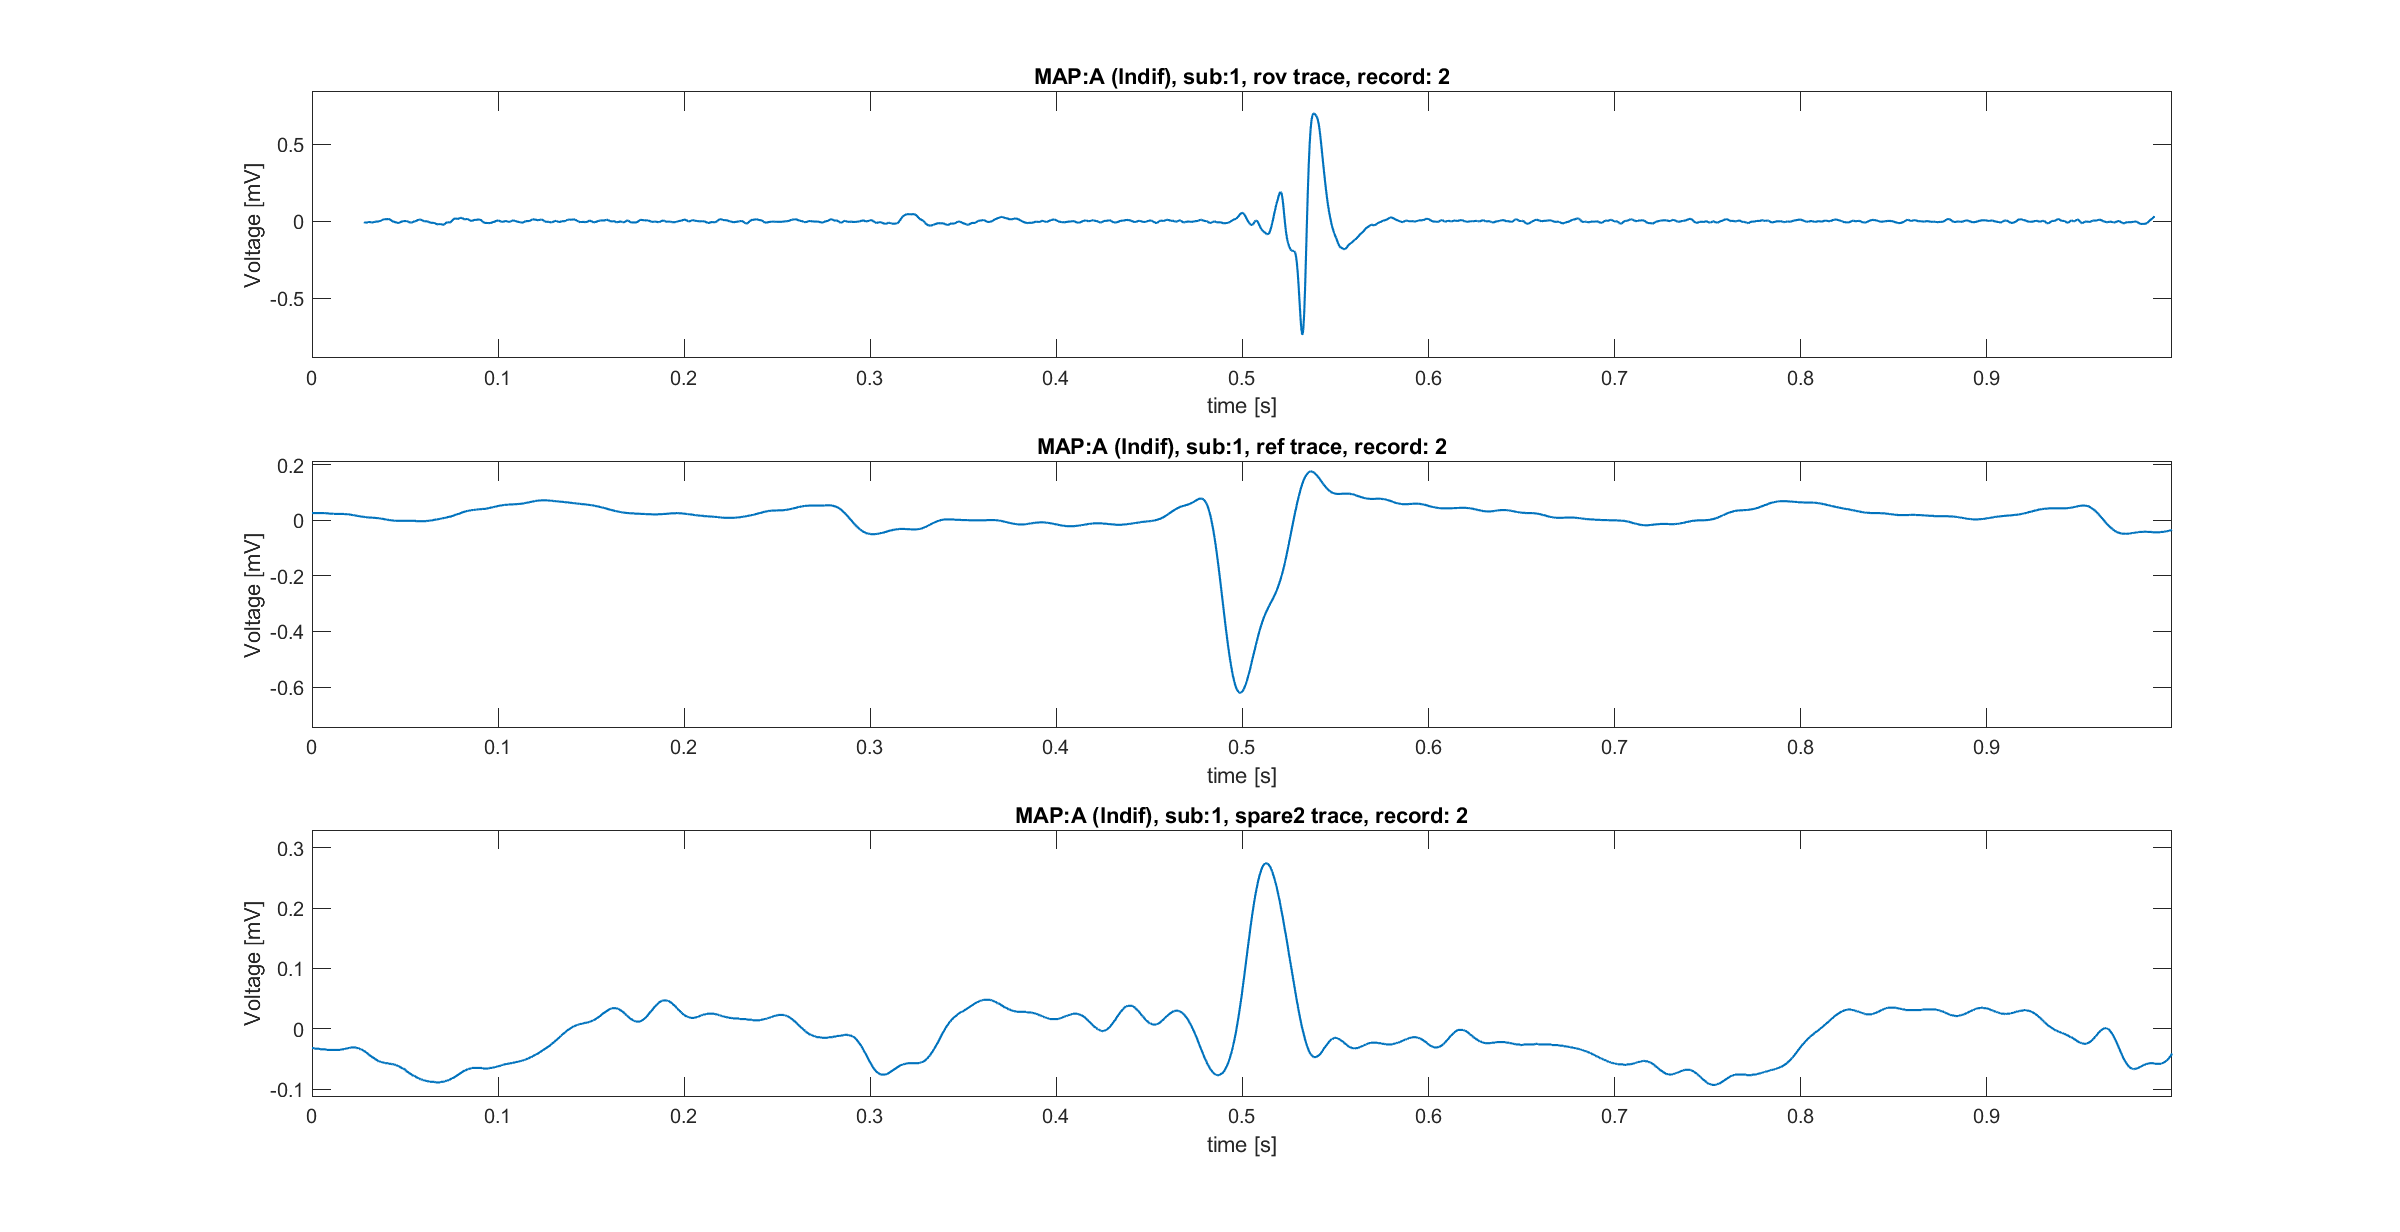 MAP:A (Indif), sub:1, rov trace, record: 2
Voltage [mV]
0.5
0
-0.5
0 0.1 0.2 0.3 0.4 0.5 0.6 0.7 0.8 0.9
time [s]
MAP:A (Indif), sub:1, ref trace, record: 2
Voltage [mV]
0.2
0
-0.2
-0.4
-0.6
0 0.1 0.2 0.3 0.4 0.5 0.6 0.7 0.8 0.9
time [s]
MAP:A (Indif), sub:1, spare2 trace, record: 2
Voltage [mV]
0.3
0.2
0.1
0
-0.1
0 0.1 0.2 0.3 0.4 0.5 0.6 0.7 0.8 0.9
time [s]